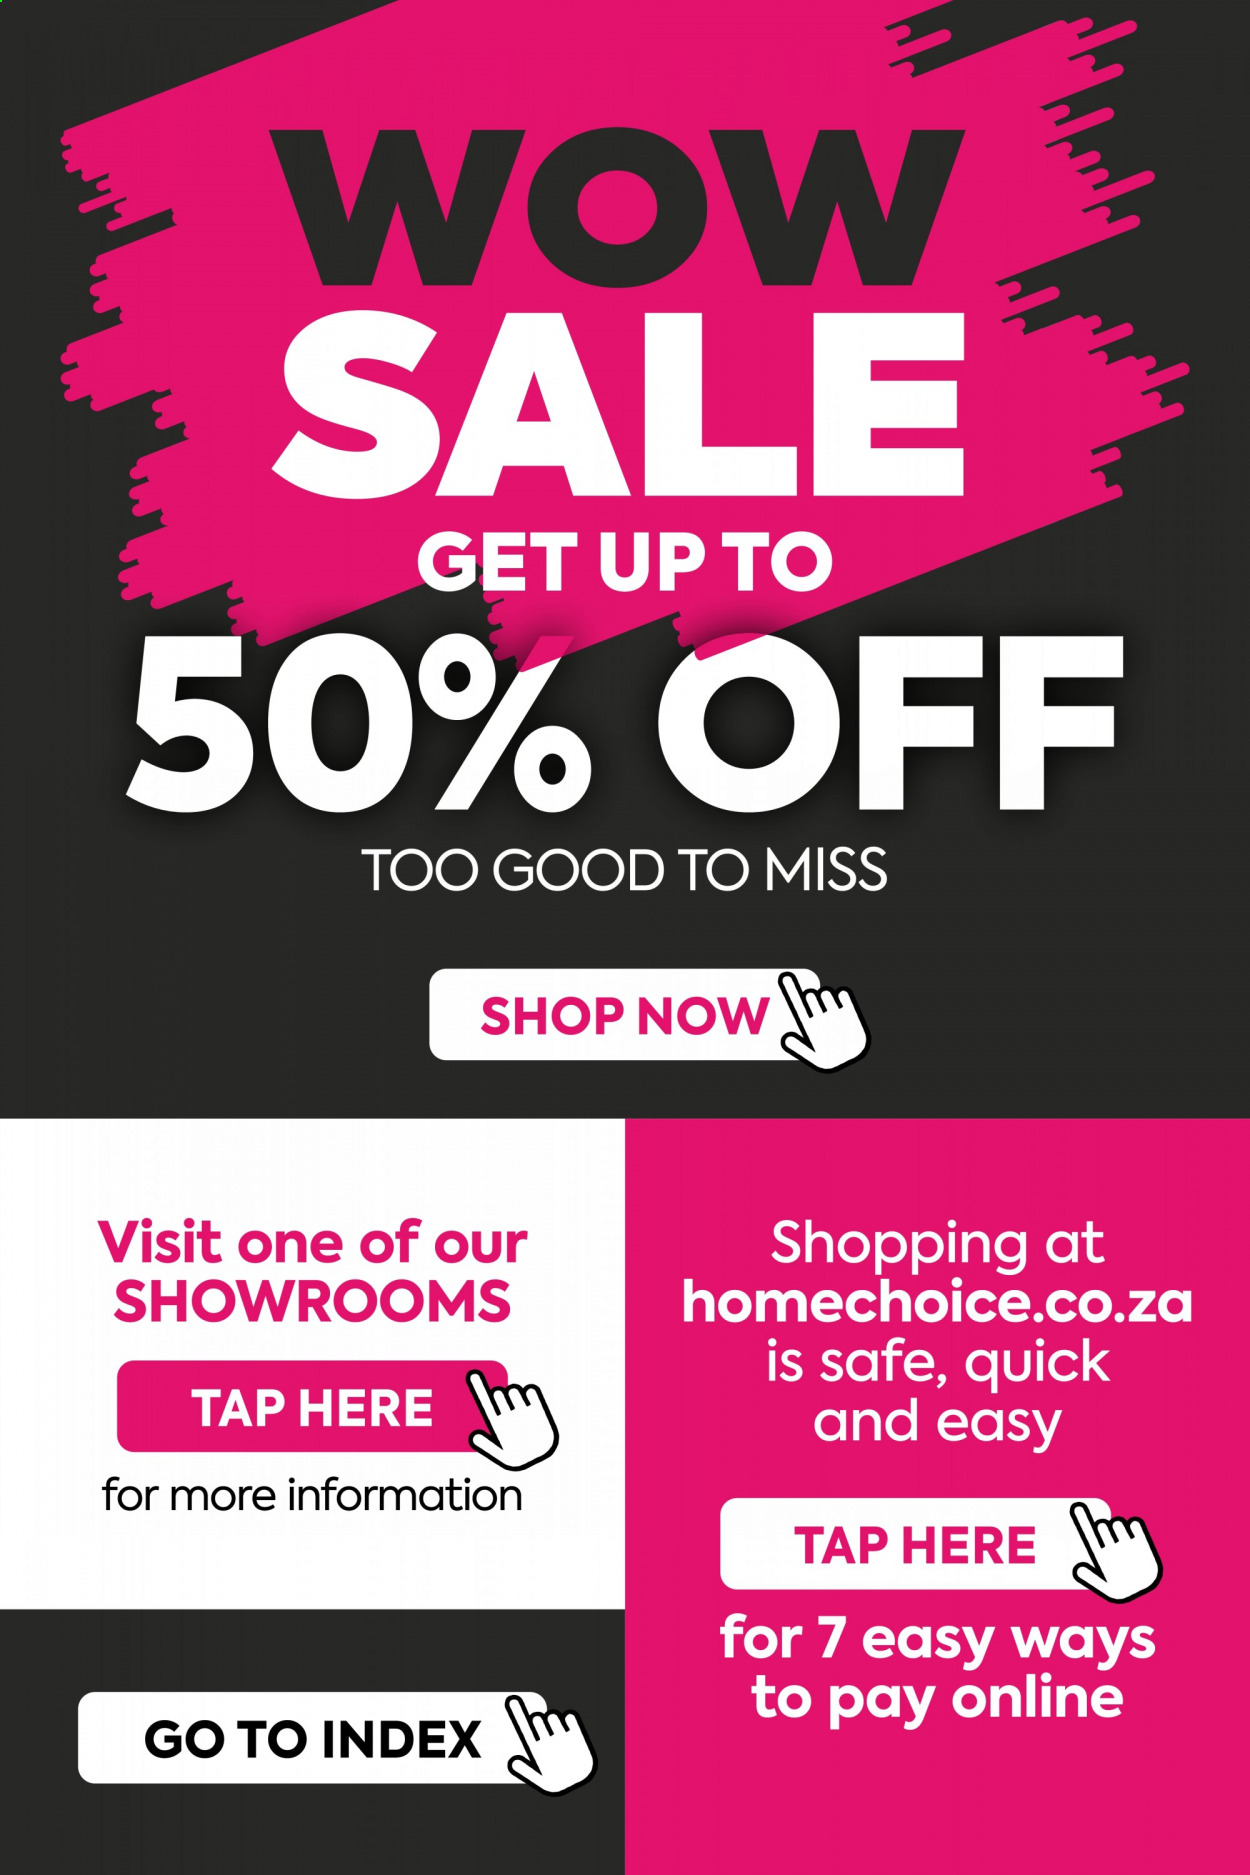 WOW
SALE
GET UP TO
50% OFF
TOO GOOD TO MISS
SHOP NOW
Visit one of our
SHOWROOMS
TAP HERE
for more information
GO TO INDEX
Shopping at
homechoice.co.za
is safe, quick
and easy
TAP HERE
for 7 easy ways
to pay online